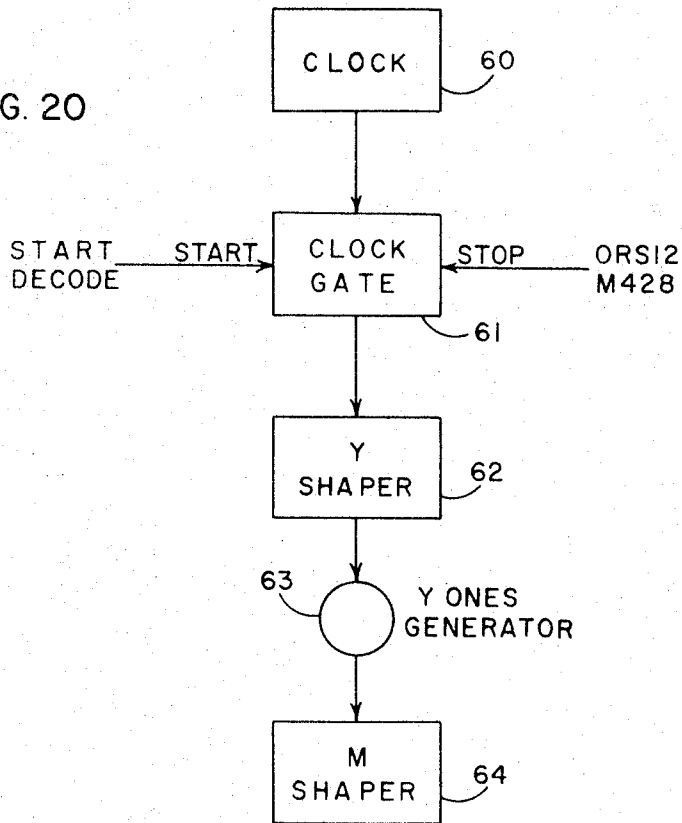 CLOCK
60
G. 20
START
DECODE
START
CLOCK
GATE
STOP
ORS12
M428
61
Y
SHAPER
62
63
Y ONES
GENERATOR
M
SHAPER
64